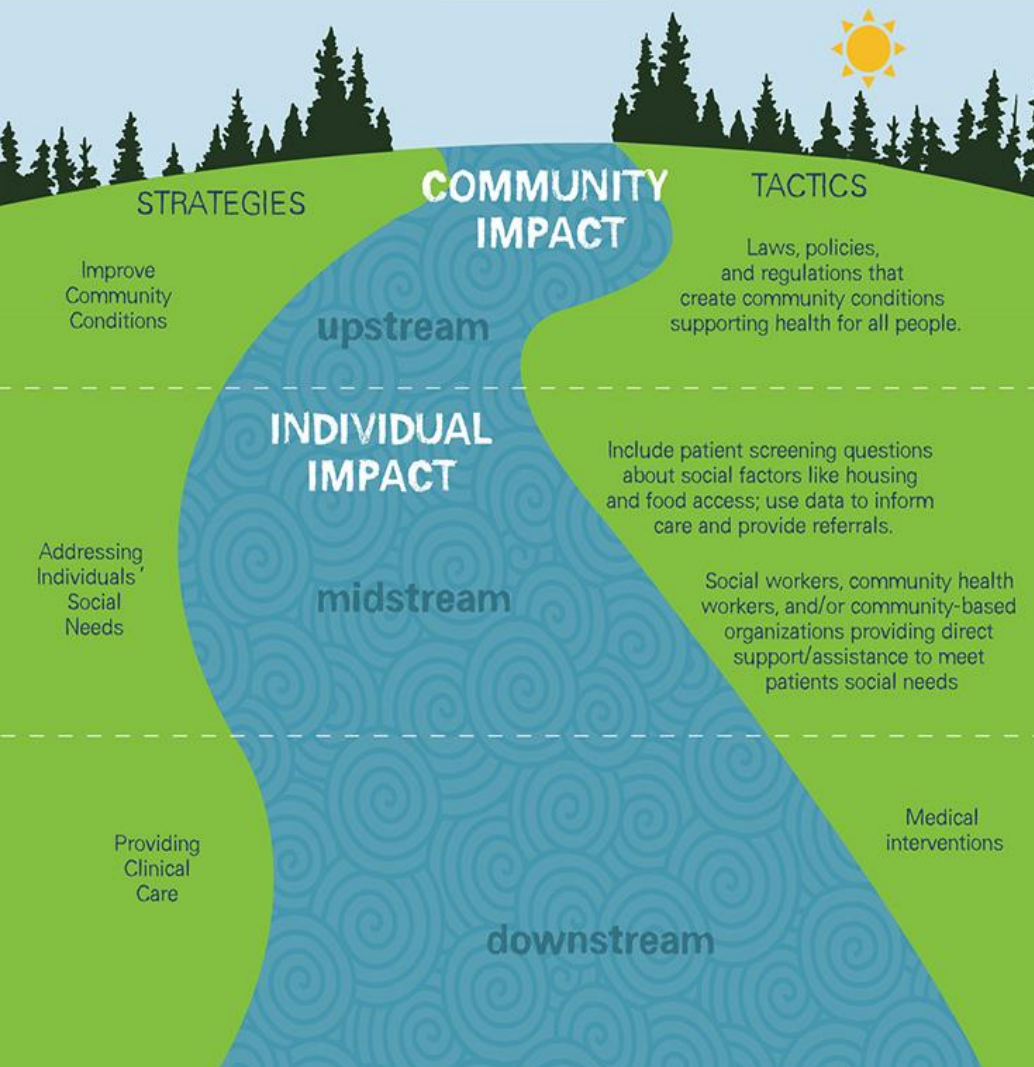 STRATEGIES
COMMUNITY
IMPACT
TACTICS
Improve
Community
Conditions
upstream
Laws, policies,
and regulations that
create community conditions
supporting health for all people.
INDIVIDUAL
IMPACT
Addressing
Individuals'
Social
Needs
midstream
Include patient screening questions
about social factors like housing
and food access; use data to inform
care and provide referrals.
Social workers, community health
workers, and/or community-based
organizations providing direct
support/assistance to meet
patients social needs
Providing
Clinical
Care
downstream
Medical
interventions